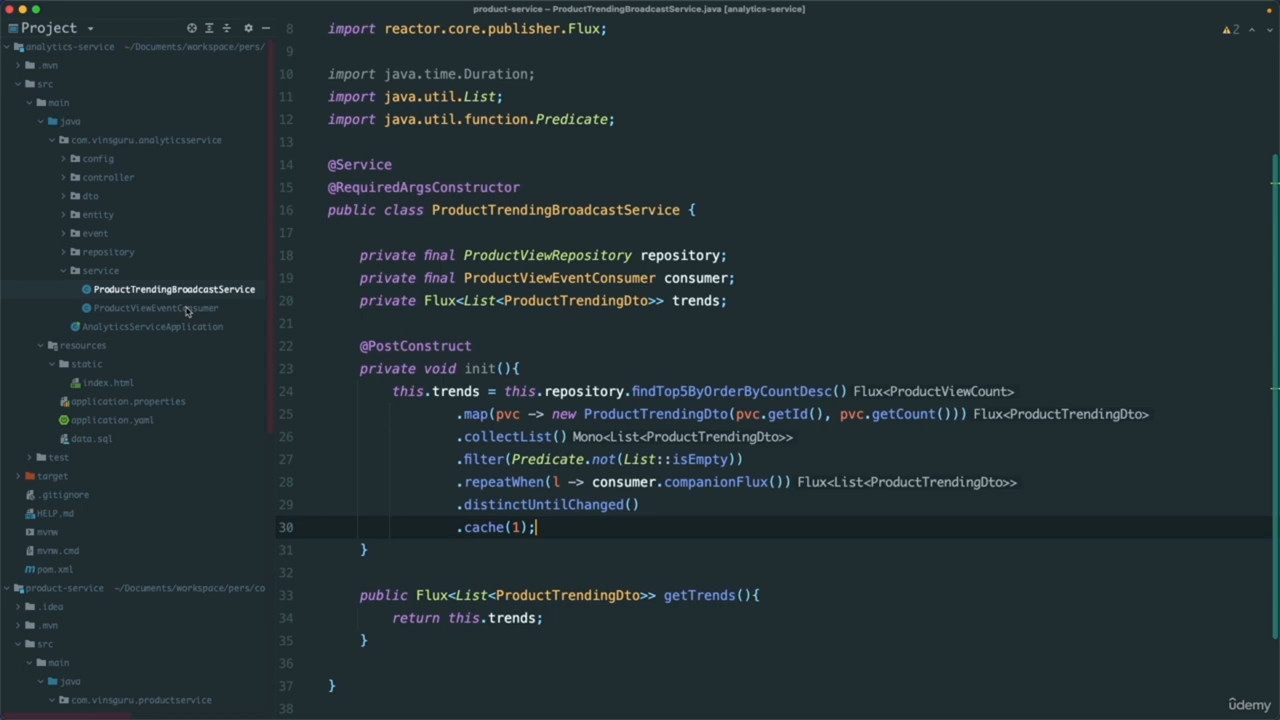 product-service – ProductTrendingBroadcastService.java [analytics-service]
Project
analytics-service ~/Documents/workspace/pers/
.mvn
src
main
java
com.vinsguru.analyticsservice
config
controller
dto
entity
event
repository
service
ProductTrendingBroadcastService
ProductViewEventConsumer
AnalyticsServiceApplication
resources
static
index.html
application.properties
application.yaml
data.sql
test
target
.gitignore
HELP.md
mvnw
mvnw.cmd
pom.xml
product-service ~/Documents/workspace/pers/co
.idea
.mvn
src
main
java
com.vinsguru.productservice
2
8 import reactor.core.publisher.Flux;
9
10 import java.time.Duration;
11 import java.util.List;
12 import java.util.function.Predicate;
13
14 @Service
15 @RequiredArgsConstructor
16 public class ProductTrendingBroadcastService {
17
18 private final ProductViewRepository repository;
19 private final ProductViewEventConsumer consumer;
20 private Flux<List<ProductTrendingDto>> trends;
21
22 @PostConstruct
23 private void init(){
24 this.trends = this.repository.findTop5ByOrderByCountDesc() Flux<ProductViewCount>
25 .map(pvc -> new ProductTrendingDto(pvc.getId(), pvc.getCount())) Flux<ProductTrendingDto>
26 .collectList() Mono<List<ProductTrendingDto>>
27 .filter(Predicate.not(List::isEmpty))
28 .repeatWhen(l -> consumer.companionFlux()) Flux<List<ProductTrendingDto>>
29 .distinctUntilChanged()
30 .cache(1);
31 }
32
33 public Flux<List<ProductTrendingDto>> getTrends(){
34 return this.trends;
35 }
36
37 }
38
ûdemy